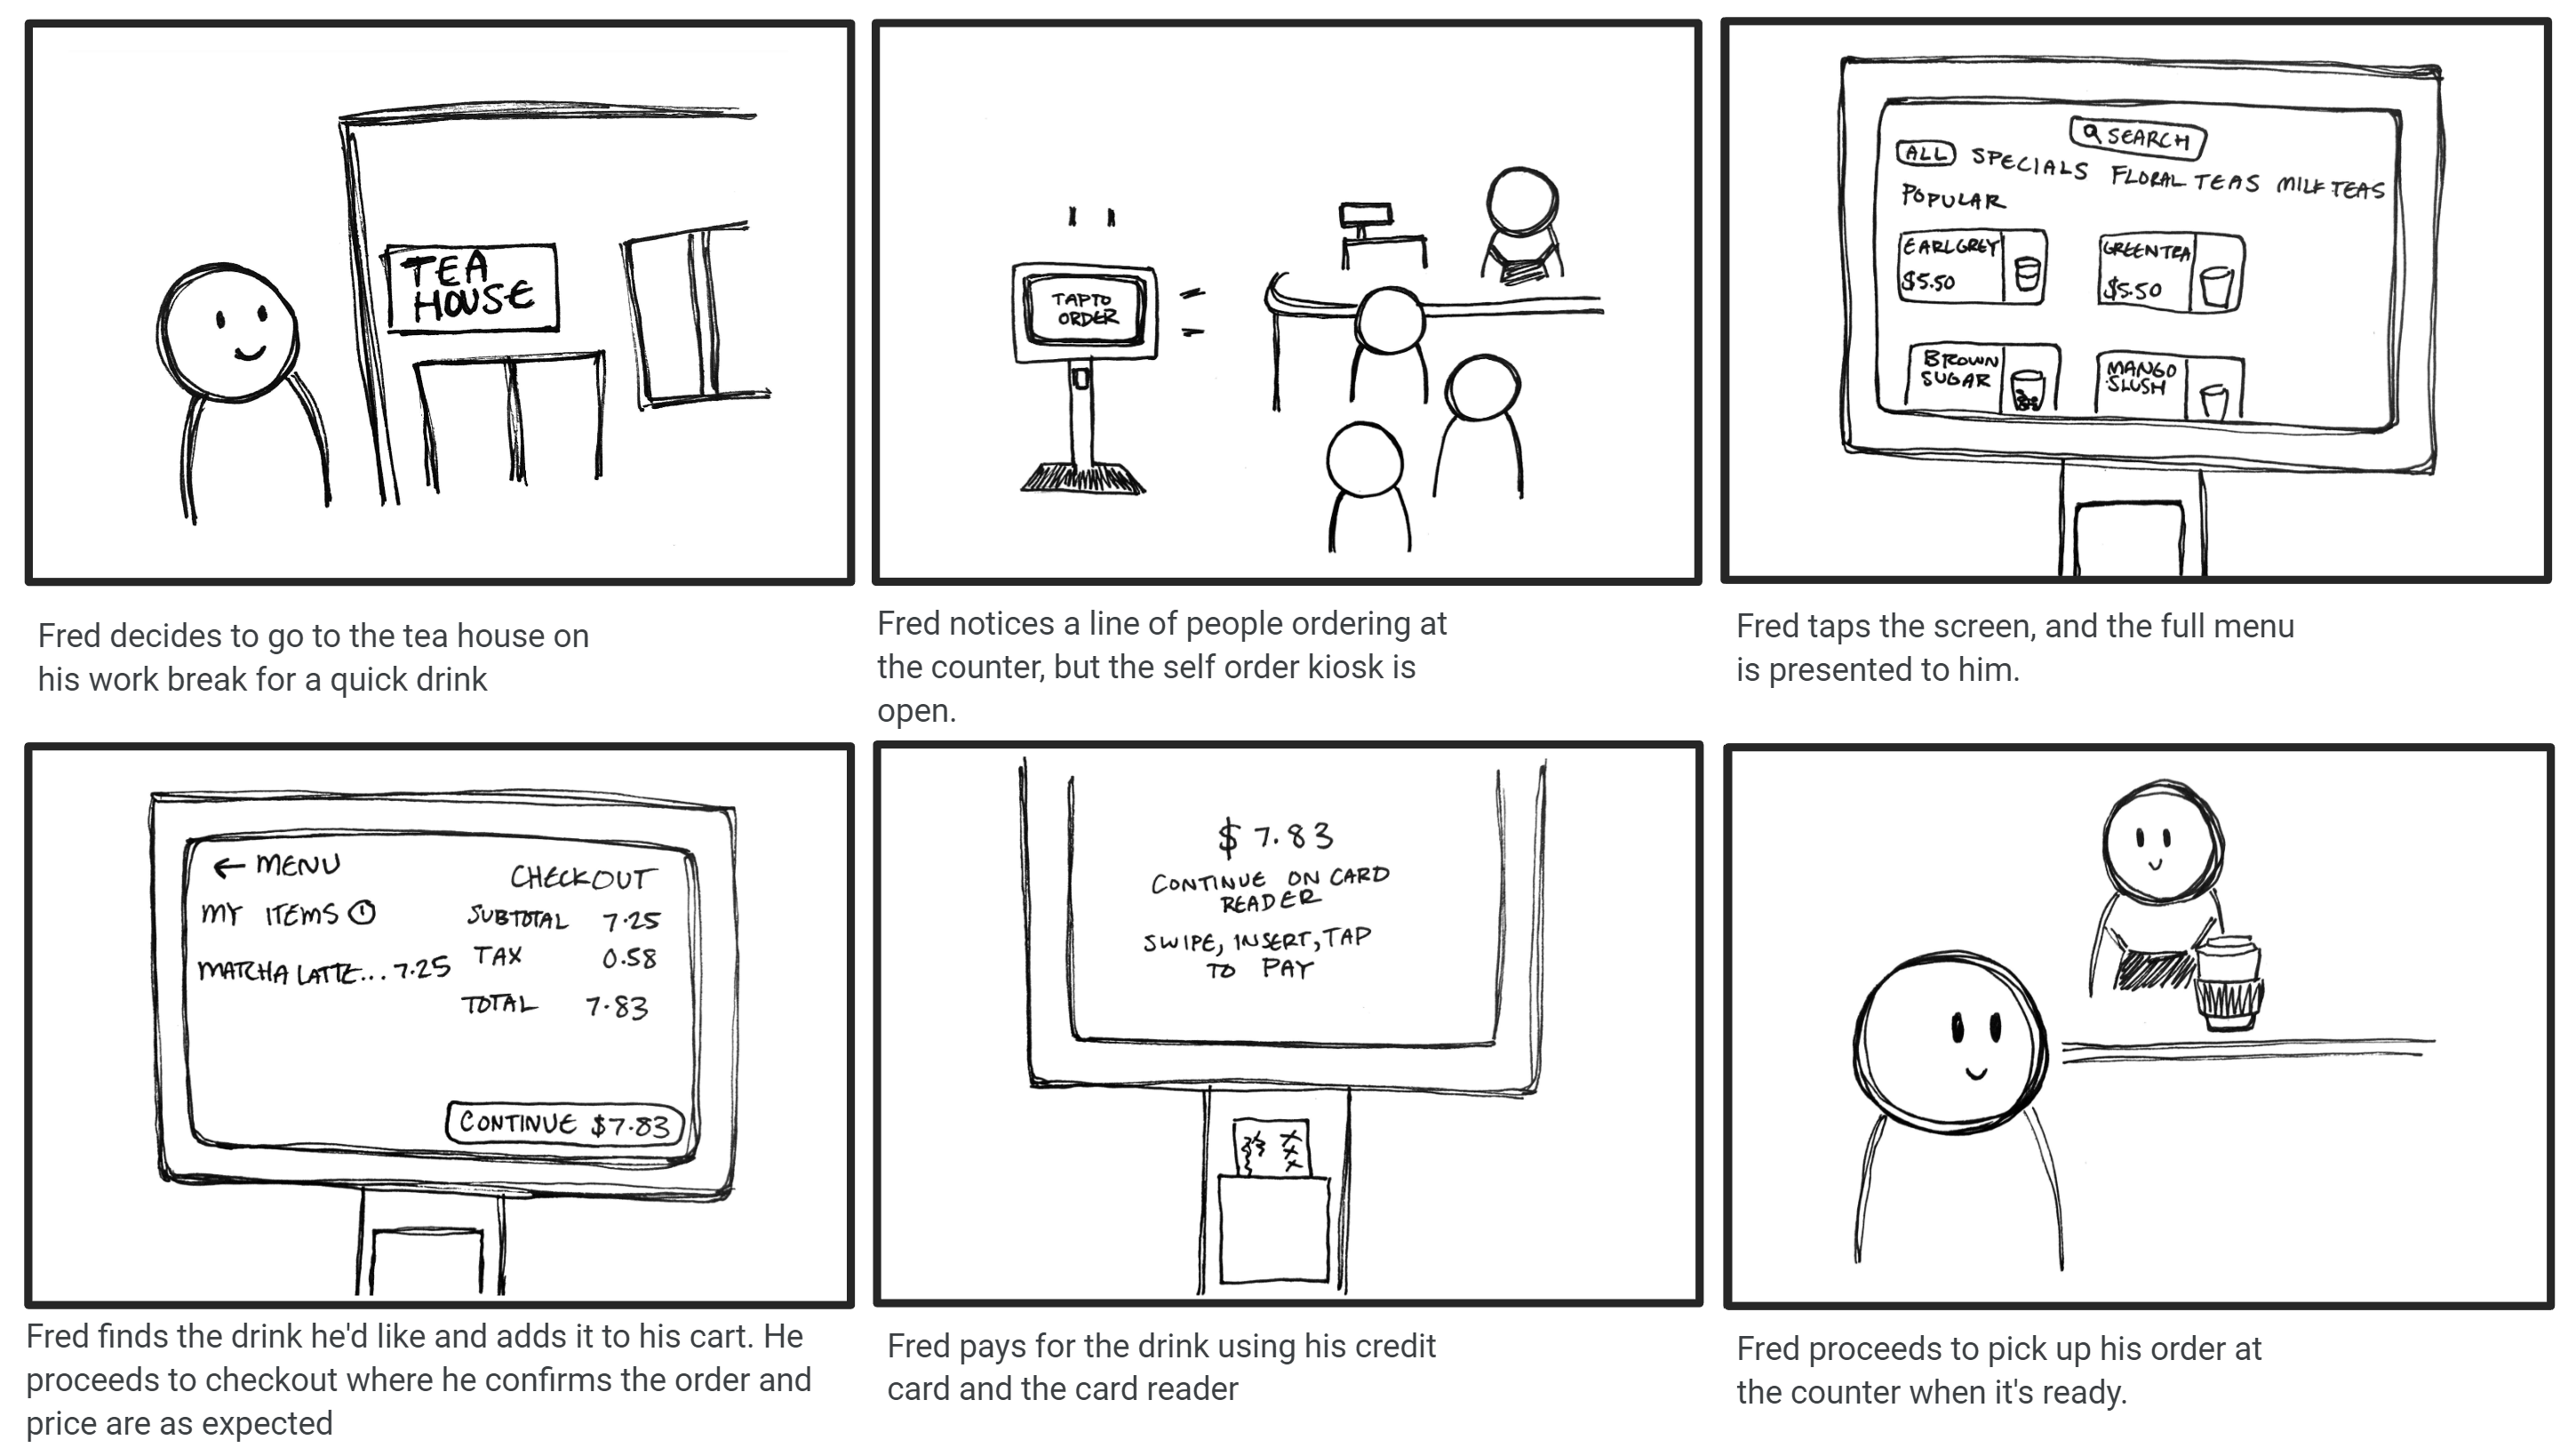 TEA
HOUSE
Fred decides to go to the tea house on
his work break for a quick drink
TAP TO
ORDER
Fred notices a line of people ordering at
the counter, but the self order kiosk is
open.
SEARCH
ALL SPECIALS FLORAL TEAS MILK TEAS
POPULAR
EARL GREY
$5.50
GREEN TEA
$5.50
BROWN
SUGAR
MANGO
SLUSH
Fred taps the screen, and the full menu
is presented to him.
← MENU
MY ITEMS 1
MATCHA LATTE... 7.25
CHECKOUT
SUBTOTAL 7.25
TAX 0.58
TOTAL 7.83
CONTINUE $7.83
Fred finds the drink he'd like and adds it to his cart. He
proceeds to checkout where he confirms the order and
price are as expected
$ 7.83
CONTINUE ON CARD
READER
SWIPE, INSERT, TAP
TO PAY
Fred pays for the drink using his credit
card and the card reader
Fred proceeds to pick up his order at
the counter when it's ready.